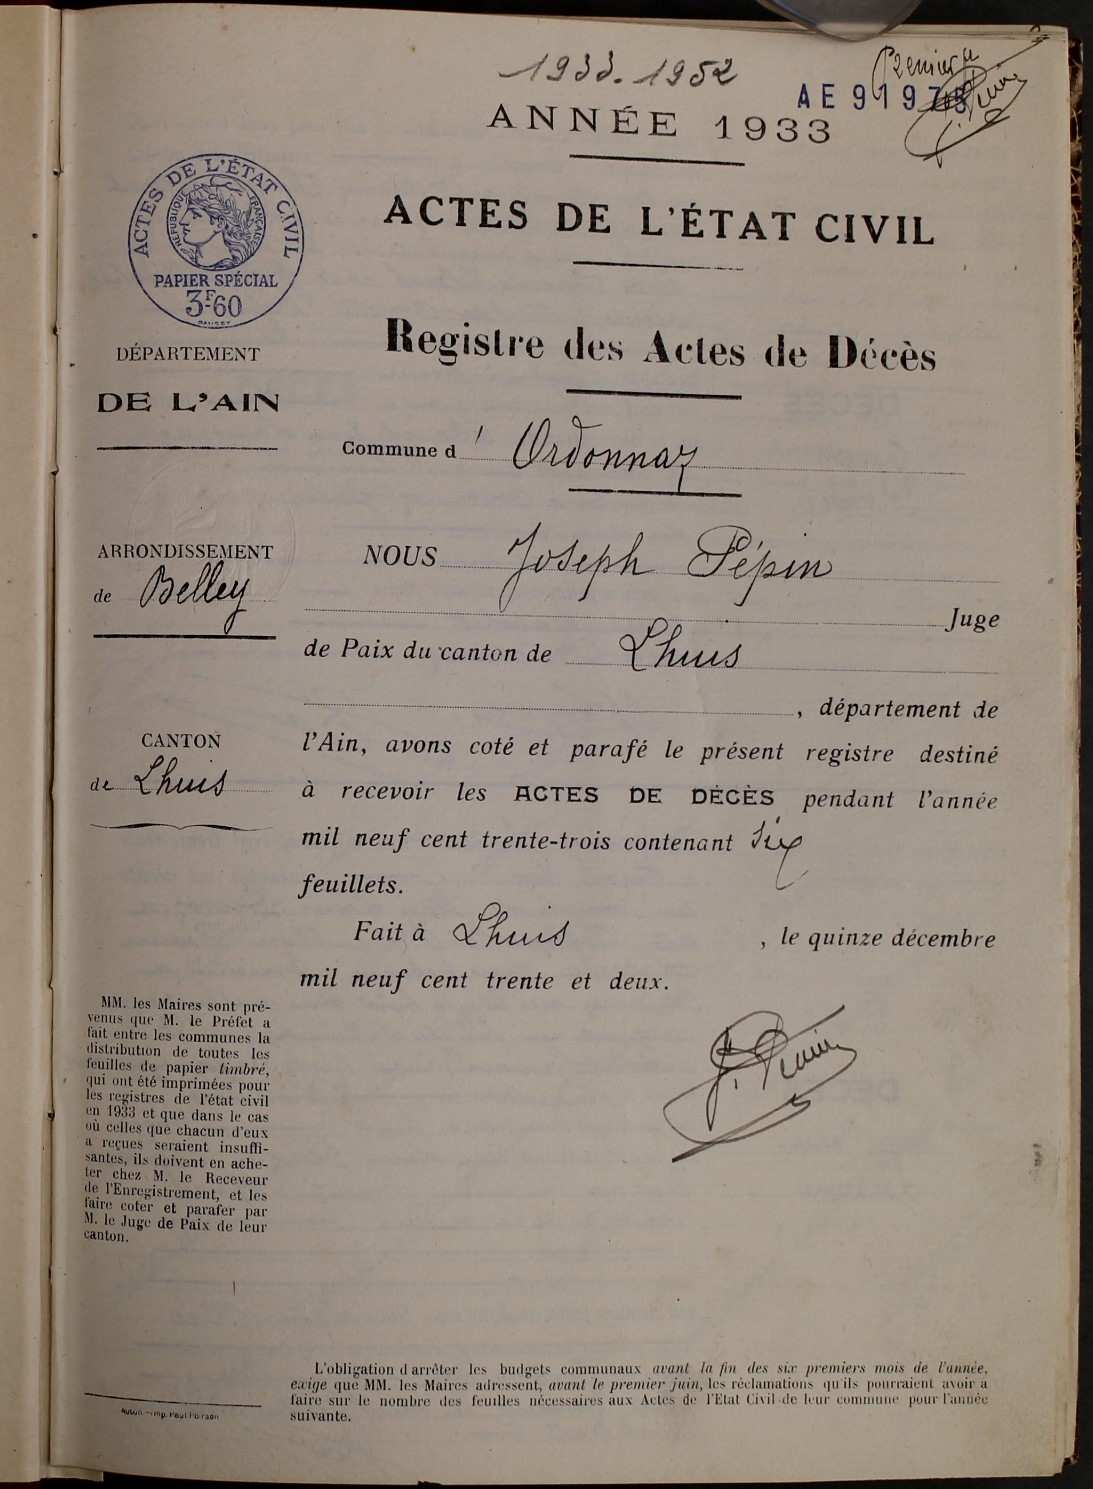 1933.1952
Premier
AE 9197
ANNÉE 1933
ACTES DE L'ÉTAT CIVIL
RÉPUBLIQUE FRANÇAISE
PAPIER SPÉCIAL
3F60
ACTES DE L'ÉTAT CIVIL
Registre des Actes de Décès
DÉPARTEMENT
DE L'AIN
Commune d' Ordonnaz
ARRONDISSEMENT
de Belley
NOUS Joseph Pépin
Juge
de Paix du canton de Lhuis
, département de
CANTON
de Lhuis
l'Ain, avons coté et parafé le présent registre destiné
à recevoir les ACTES DE DÉCÈS pendant l'année
mil neuf cent trente-trois contenant six
feuillets.
Fait à Lhuis , le quinze décembre
mil neuf cent trente et deux.
MM. les Maires sont pré-
venus que M. le Préfet a
fait entre les communes la
distribution de toutes les
feuilles de papier timbré,
qui ont été imprimées pour
les registres de l'état civil
en 1933 et que dans le cas
où celles que chacun d'eux
a reçues seraient insuffi-
santes, ils doivent en ache-
ter chez M. le Receveur
de l'Enregistrement, et les
faire coter et parafer par
M. le Juge de Paix de leur
canton.
J. Pépin
L'obligation d'arrêter les budgets communaux avant la fin des six premiers mois de l'année,
exige que MM. les Maires adressent, avant le premier juin, les réclamations qu'ils pourraient avoir à
faire sur le nombre des feuilles nécessaires aux Actes de l'Etat Civil de leur commune pour l'année
suivante.
Autun. — Imp. Paul Poirson